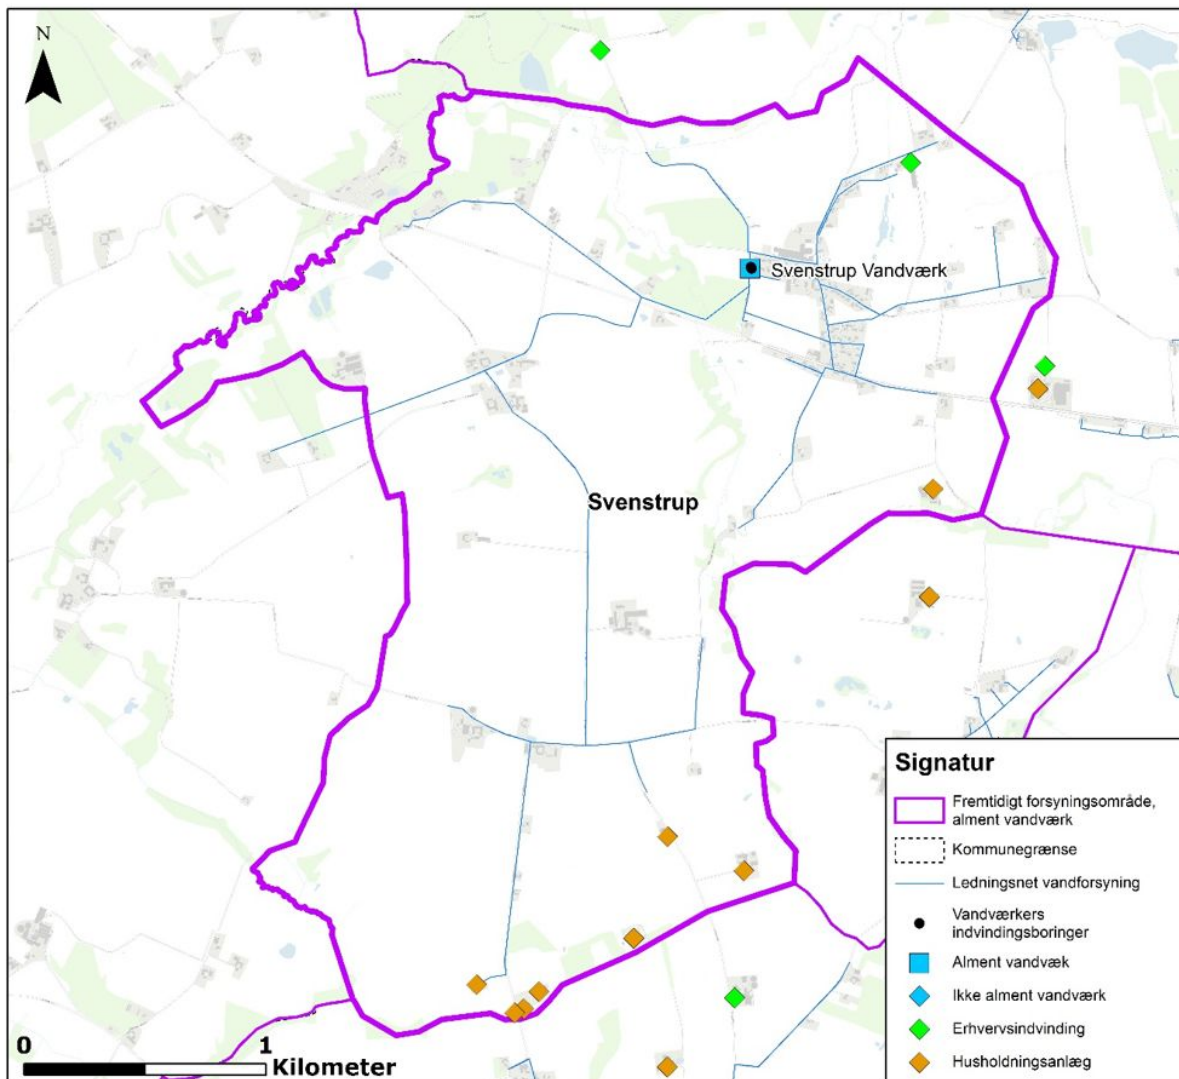 N
Svenstrup Vandværk
Svenstrup
Signatur
Fremtidigt forsyningsområde,
alment vandværk
Kommunegrænse
Ledningsnet vandforsyning
Vandværkers
indvindingsboringer
Alment vandvæk
Ikke alment vandværk
Erhvervsindvinding
Husholdningsanlæg
0 1
Kilometer